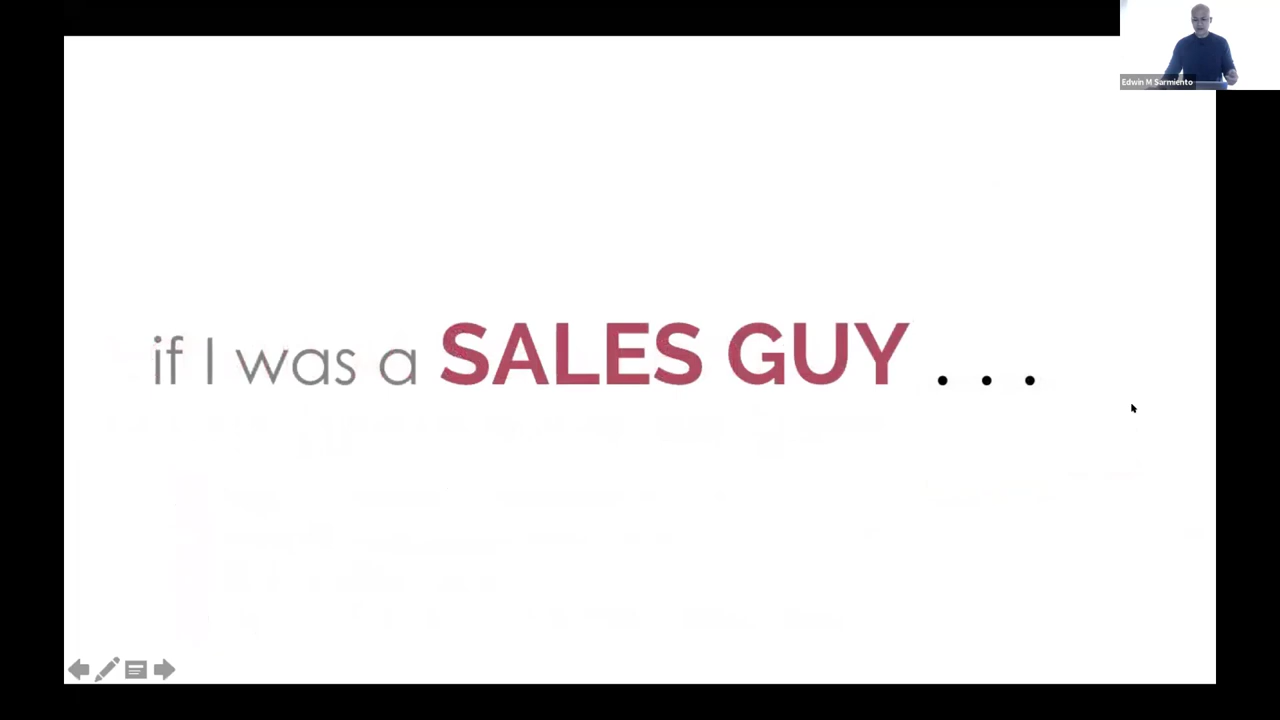 Edwin M Sarmiento
if I was a SALES GUY . . .